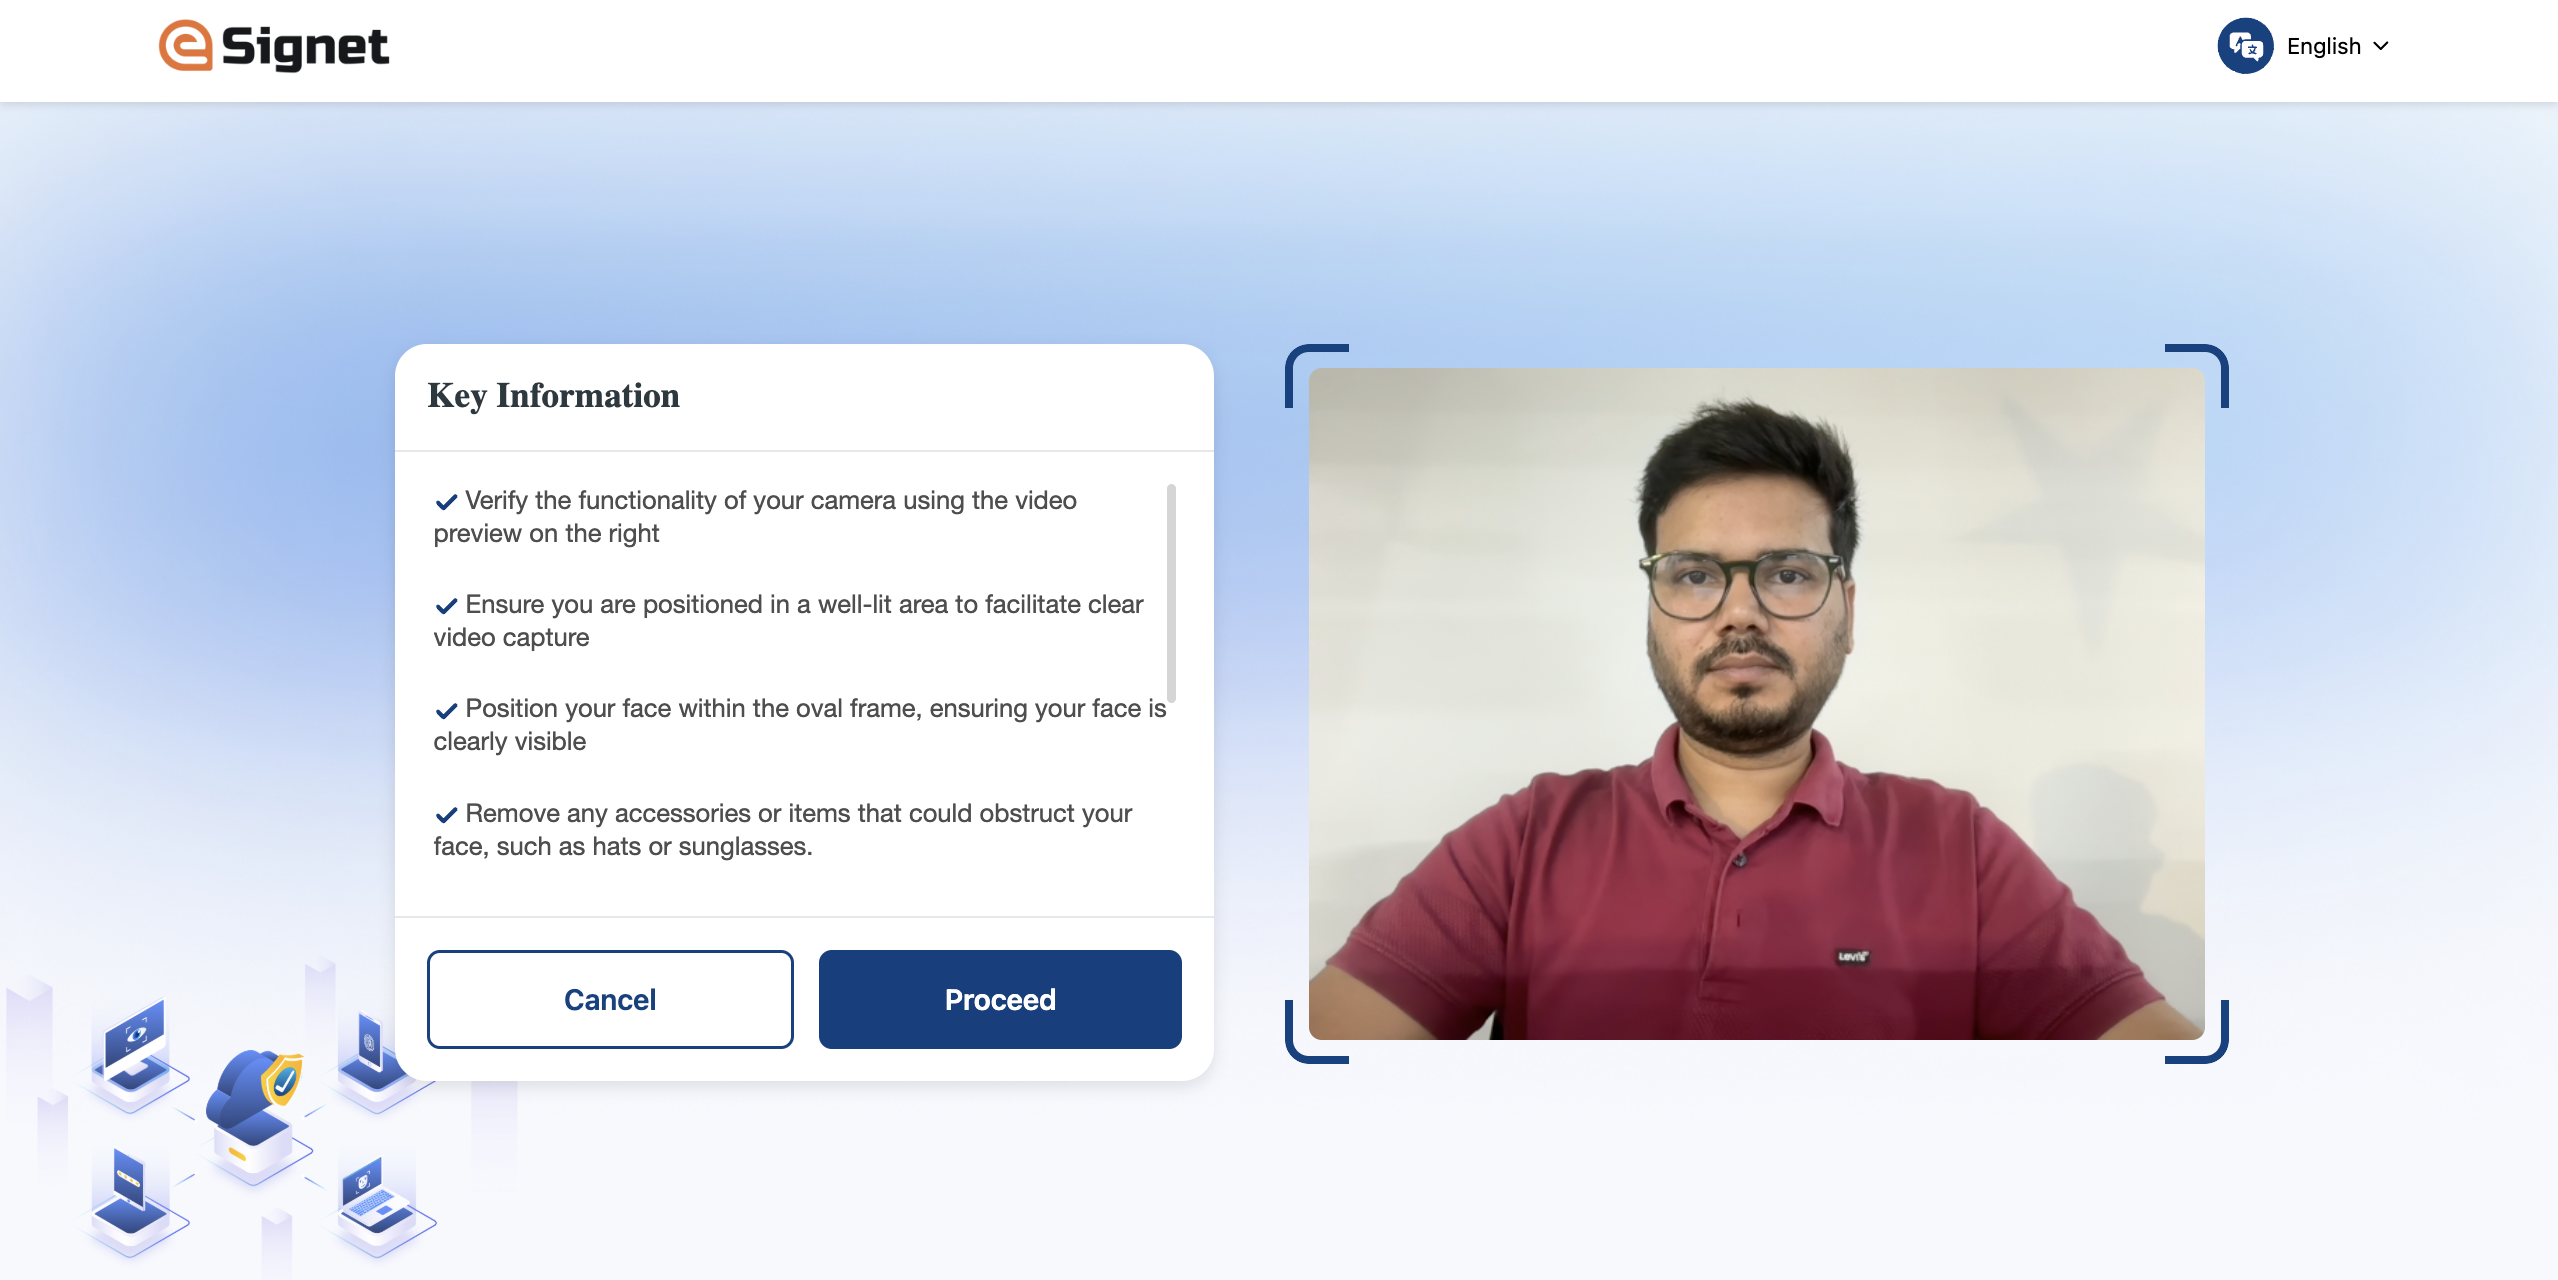 eSignet
English
Key Information
Verify the functionality of your camera using the video
preview on the right
Ensure you are positioned in a well-lit area to facilitate clear
video capture
Position your face within the oval frame, ensuring your face is
clearly visible
Remove any accessories or items that could obstruct your
face, such as hats or sunglasses.
Cancel
Proceed
Levi's